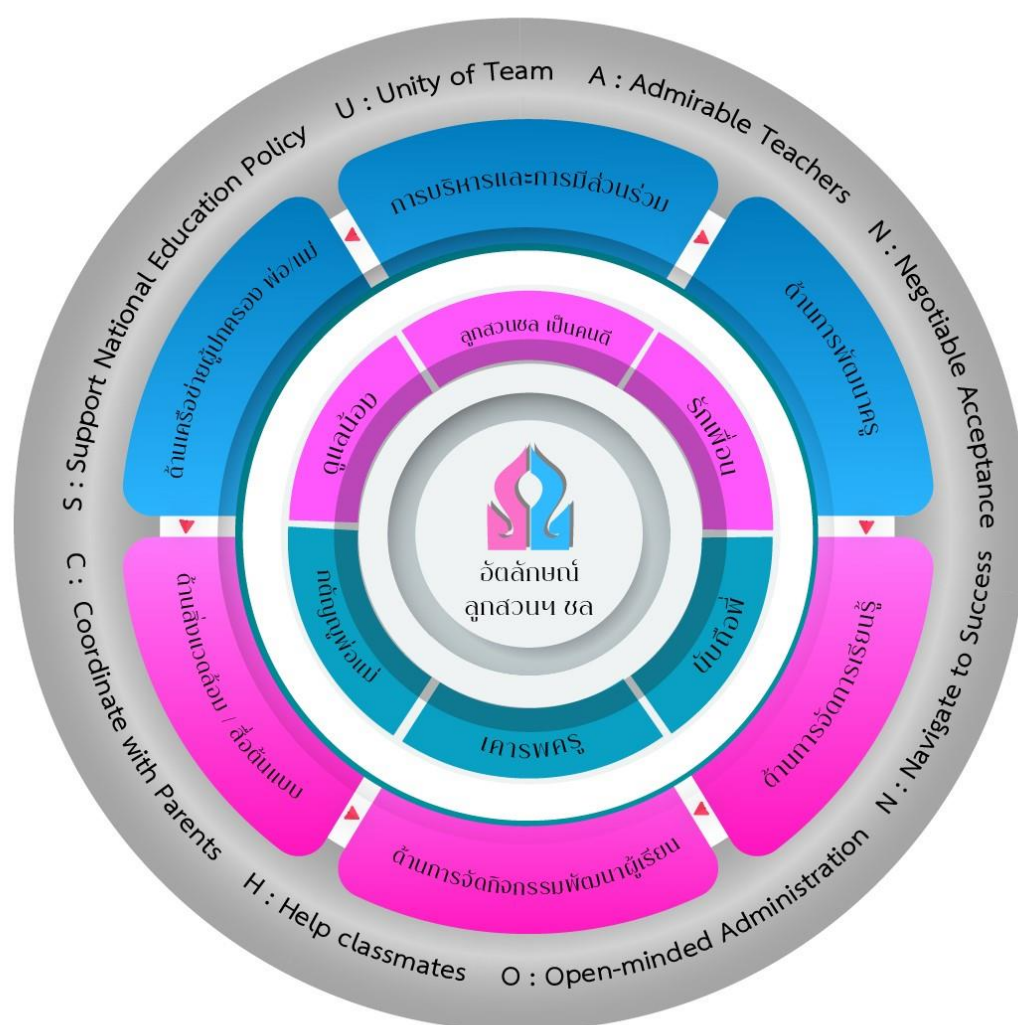 S : Support National Education Policy
U : Unity of Team
A : Admirable Teachers
N : Negotiable Acceptance
N : Navigate to Success
O : Open-minded Administration
H : Help classmates
C : Coordinate with Parents
การบริหารและการมีส่วนร่วม
ด้านการพัฒนาครู
ด้านการจัดการเรียนรู้
ด้านการจัดกิจกรรมพัฒนาผู้เรียน
ด้านสิ่งแวดล้อม / สื่อต้นแบบ
ด้านเครือข่ายผู้ปกครอง พ่อ/แม่
ลูกสวนชล เป็นคนดี
รักเพื่อน
นับถือพี่
เคารพครู
กตัญญูพ่อแม่
ดูแลน้อง
อัตลักษณ์
ลูกสวนฯ ชล